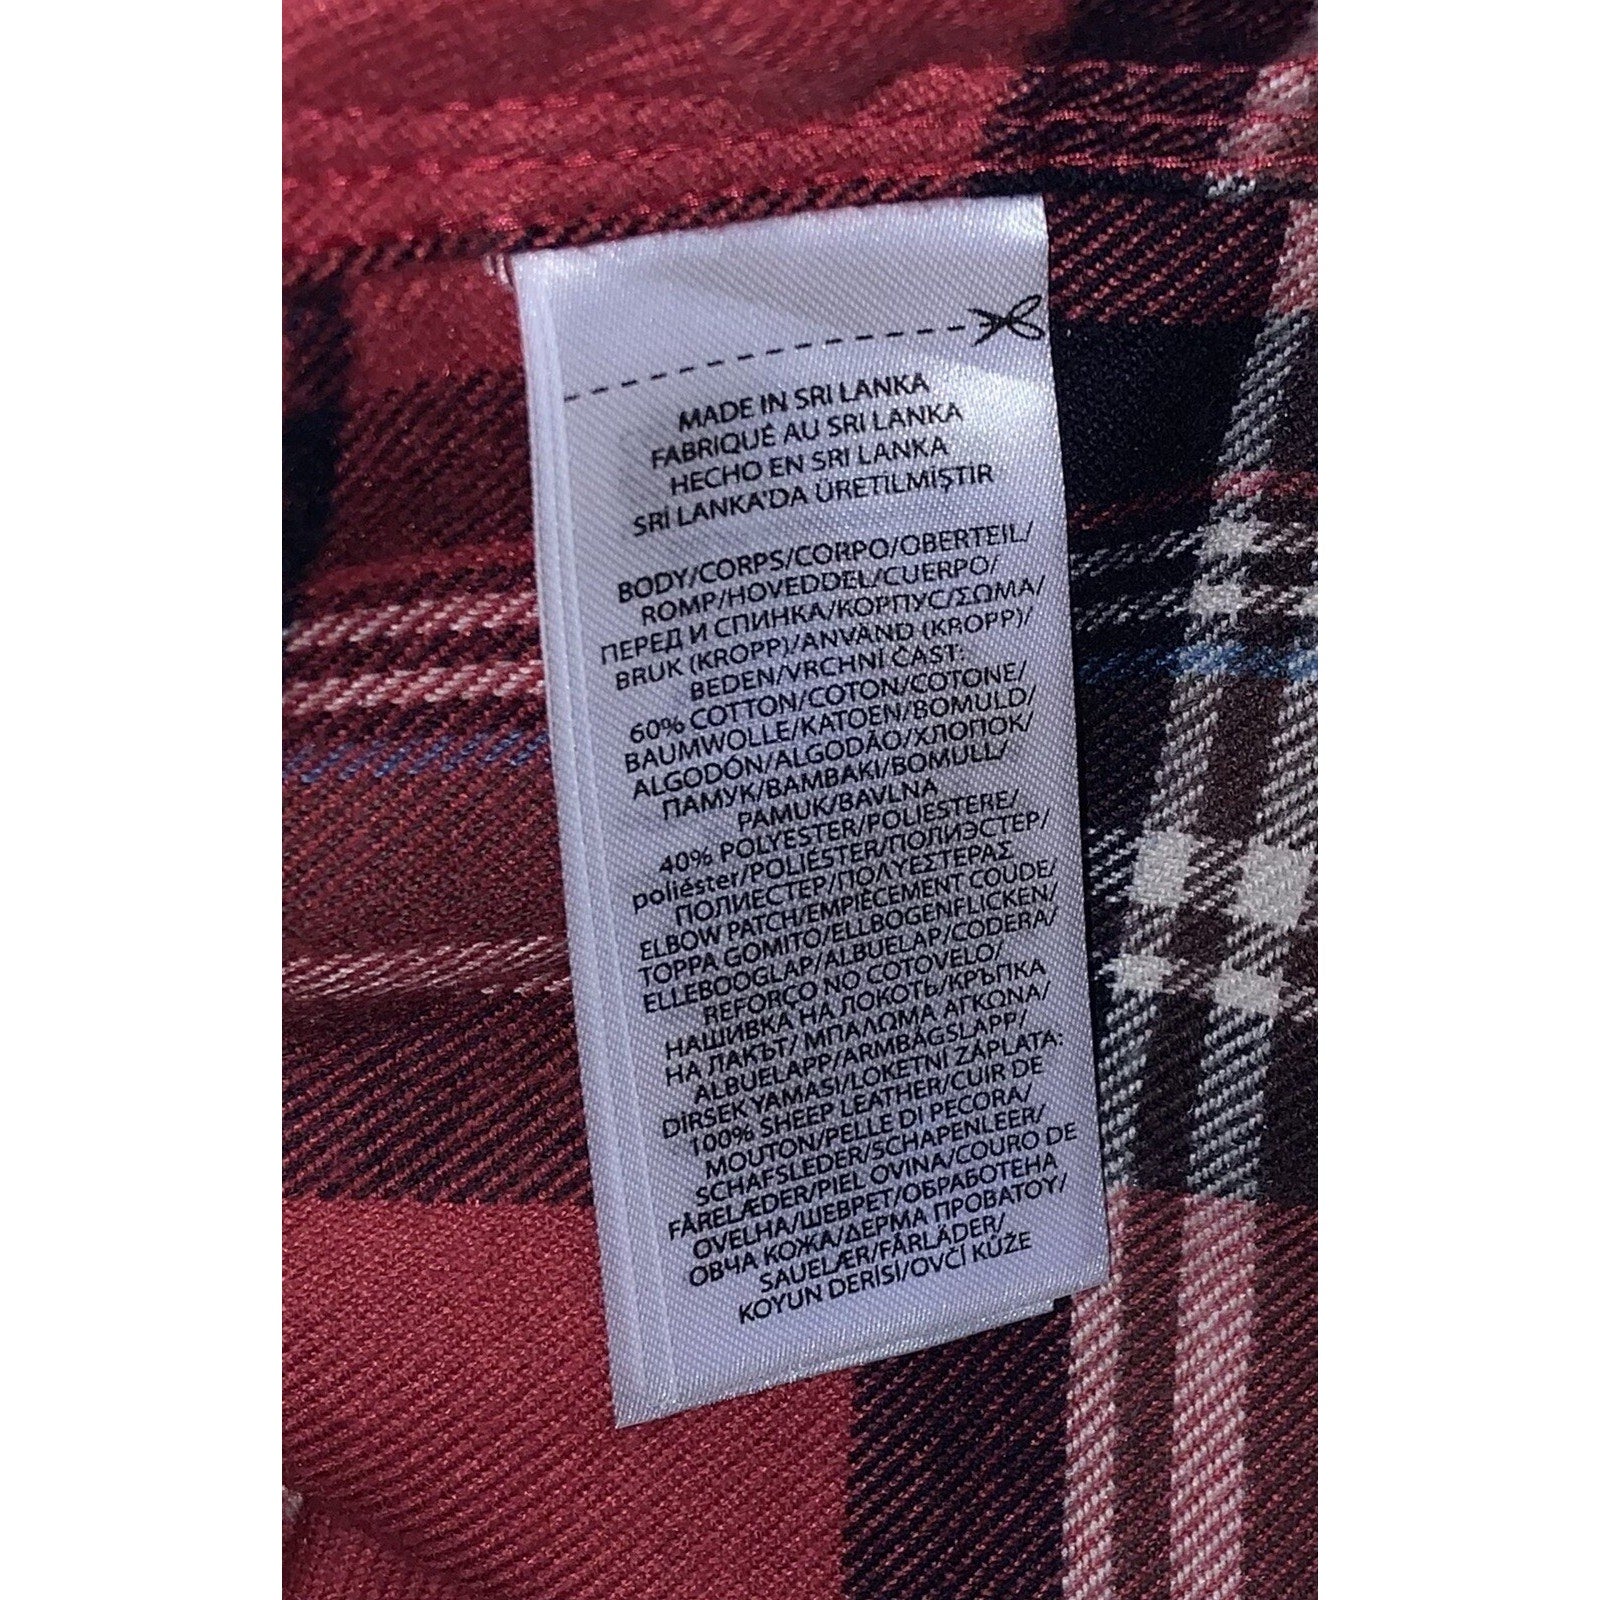 MADE IN SRI LANKA
FABRIQUÉ AU SRI LANKA
HECHO EN SRI LANKA
SRİ LANKA'DA ÜRETILMİŞTIR
BODY/CORPS/CORPO/OBERTEIL/
ROMP/HOVEDDEL/CUERPO/
ПЕРЕД И СПИНКА/КОРПУС/ΣΩΜΑ/
BRUK (KROPP)/ANVÄND (KROPP)/
BEDEN/VRCHNÍ ČAST:
60% COTTON/COTON/COTONE/
BAUMWOLLE/KATOEN/BOMULD/
ALGODÓN/ALGODÃO/ХЛОПОК/
ПАМУК/ΒΑΜΒΑΚΙ/BOMULL/
PAMUK/BAVLNA
40% POLYESTER/POLIESTERE/
poliéster/POLIÉSTER/ПОЛИЭСТЕР/
ПОЛИЕСТЕР/ΠΟΛΥΕΣΤΕΡΑΣ
ELBOW PATCH/EMPIÈCEMENT COUDE/
TOPPA GOMITO/ELLBOGENFLICKEN/
ELLEBOOGLAP/ALBUELAP/CODERA/
REFORÇO NO COTOVELO/
НАШИВКА НА ЛОКОТЬ/КРЪПКА
НА ЛАКЪТ/ ΜΠΑΛΩΜΑ ΑΓΚΩΝΑ/
ALBUELAPP/ARMBÅGSLAPP/
DİRSEK YAMASI/LOKETNÍ ZÁPLATA:
100% SHEEP LEATHER/CUIR DE
MOUTON/PELLE DI PECORA/
SCHAFSLEDER/SCHAPENLEER/
FÅRELÆDER/PIEL OVINA/COURO DE
OVELHA/ШЕВРЕТ/ОБРАБОТЕНА
ОВЧА КОЖА/ΔΕΡΜΑ ΠΡΟΒΑΤΟΥ/
SAUELÆR/FÅRLÄDER/
KOYUN DERISI/OVČÍ KŮŽE